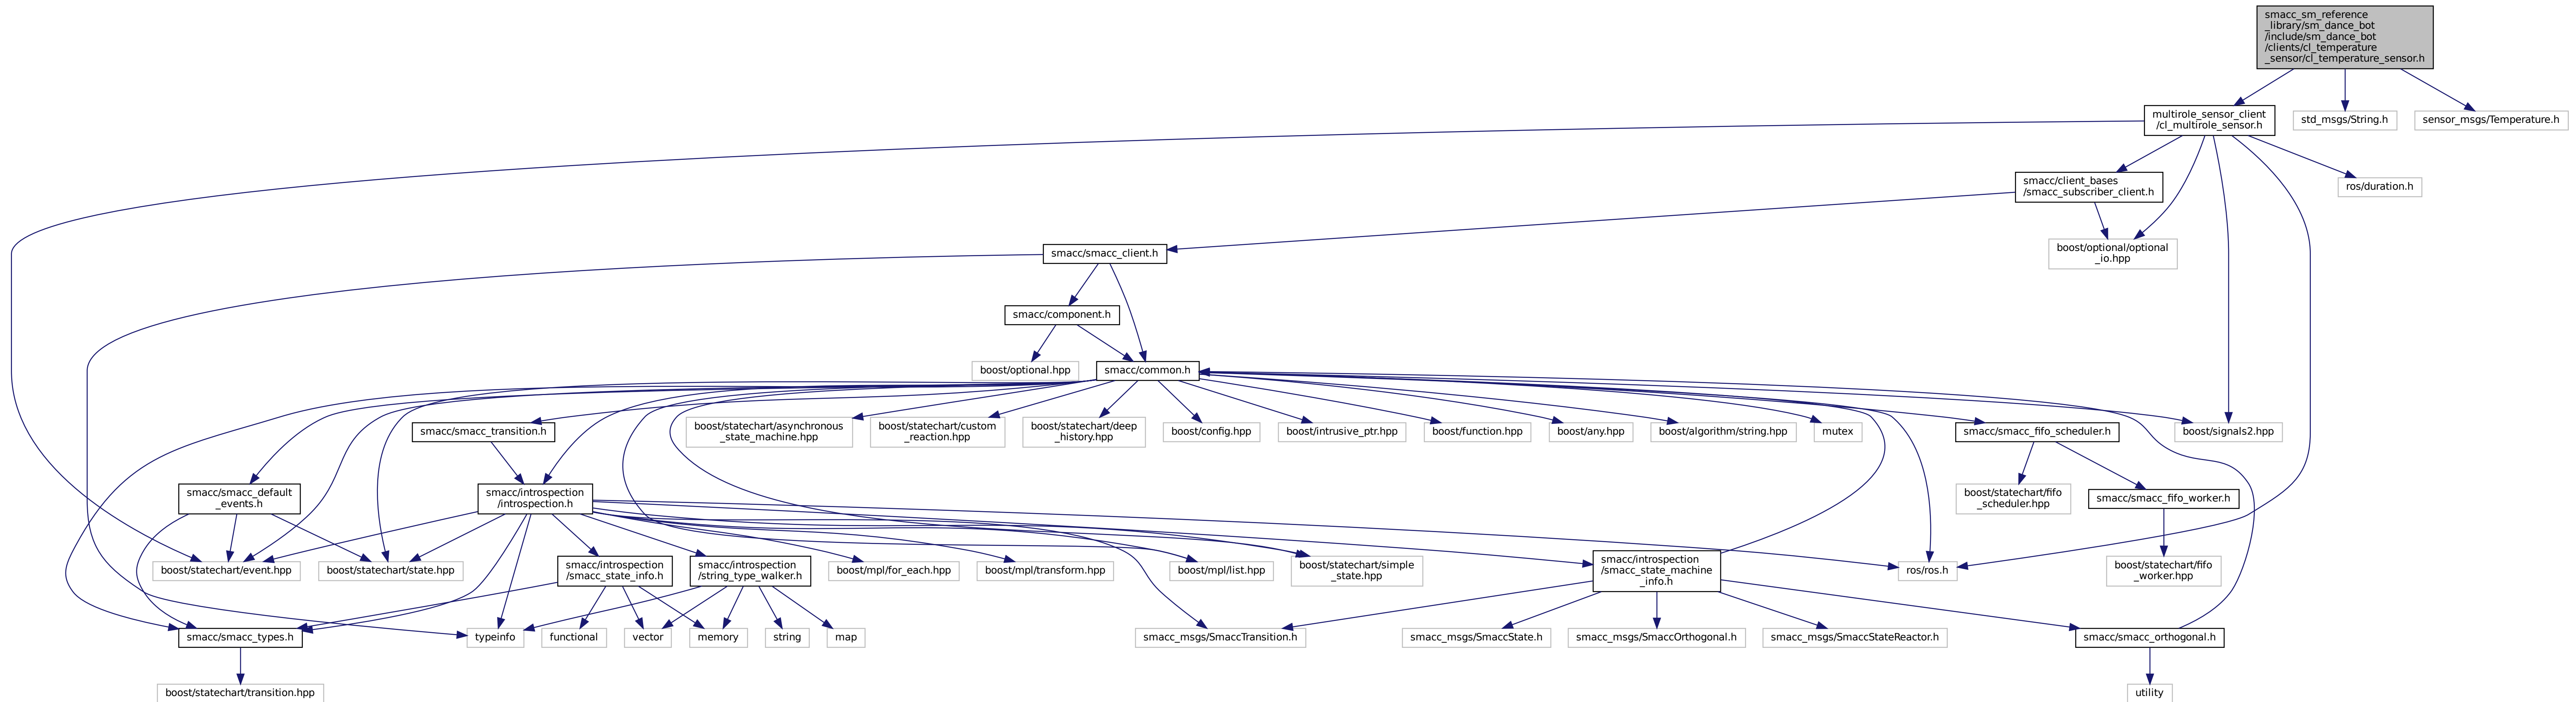 smacc_sm_reference
_library/sm_dance_bot
/include/sm_dance_bot
/clients/cl_temperature
_sensor/cl_temperature_sensor.h
multirole_sensor_client
/cl_multirole_sensor.h
std_msgs/String.h
sensor_msgs/Temperature.h
smacc/client_bases
/smacc_subscriber_client.h
ros/duration.h
smacc/smacc_client.h
boost/optional/optional
_io.hpp
smacc/component.h
boost/optional.hpp
smacc/common.h
smacc/smacc_transition.h
boost/statechart/asynchronous
_state_machine.hpp
boost/statechart/custom
_reaction.hpp
boost/statechart/deep
_history.hpp
boost/config.hpp
boost/intrusive_ptr.hpp
boost/function.hpp
boost/any.hpp
boost/algorithm/string.hpp
mutex
smacc/smacc_fifo_scheduler.h
boost/signals2.hpp
smacc/smacc_default
_events.h
smacc/introspection
/introspection.h
boost/statechart/fifo
_scheduler.hpp
smacc/smacc_fifo_worker.h
boost/statechart/event.hpp
boost/statechart/state.hpp
smacc/introspection
/smacc_state_info.h
smacc/introspection
/string_type_walker.h
boost/mpl/for_each.hpp
boost/mpl/transform.hpp
boost/mpl/list.hpp
boost/statechart/simple
_state.hpp
smacc/introspection
/smacc_state_machine
_info.h
ros/ros.h
boost/statechart/fifo
_worker.hpp
smacc/smacc_types.h
typeinfo
functional
vector
memory
string
map
smacc_msgs/SmaccTransition.h
smacc_msgs/SmaccState.h
smacc_msgs/SmaccOrthogonal.h
smacc_msgs/SmaccStateReactor.h
smacc/smacc_orthogonal.h
boost/statechart/transition.hpp
utility